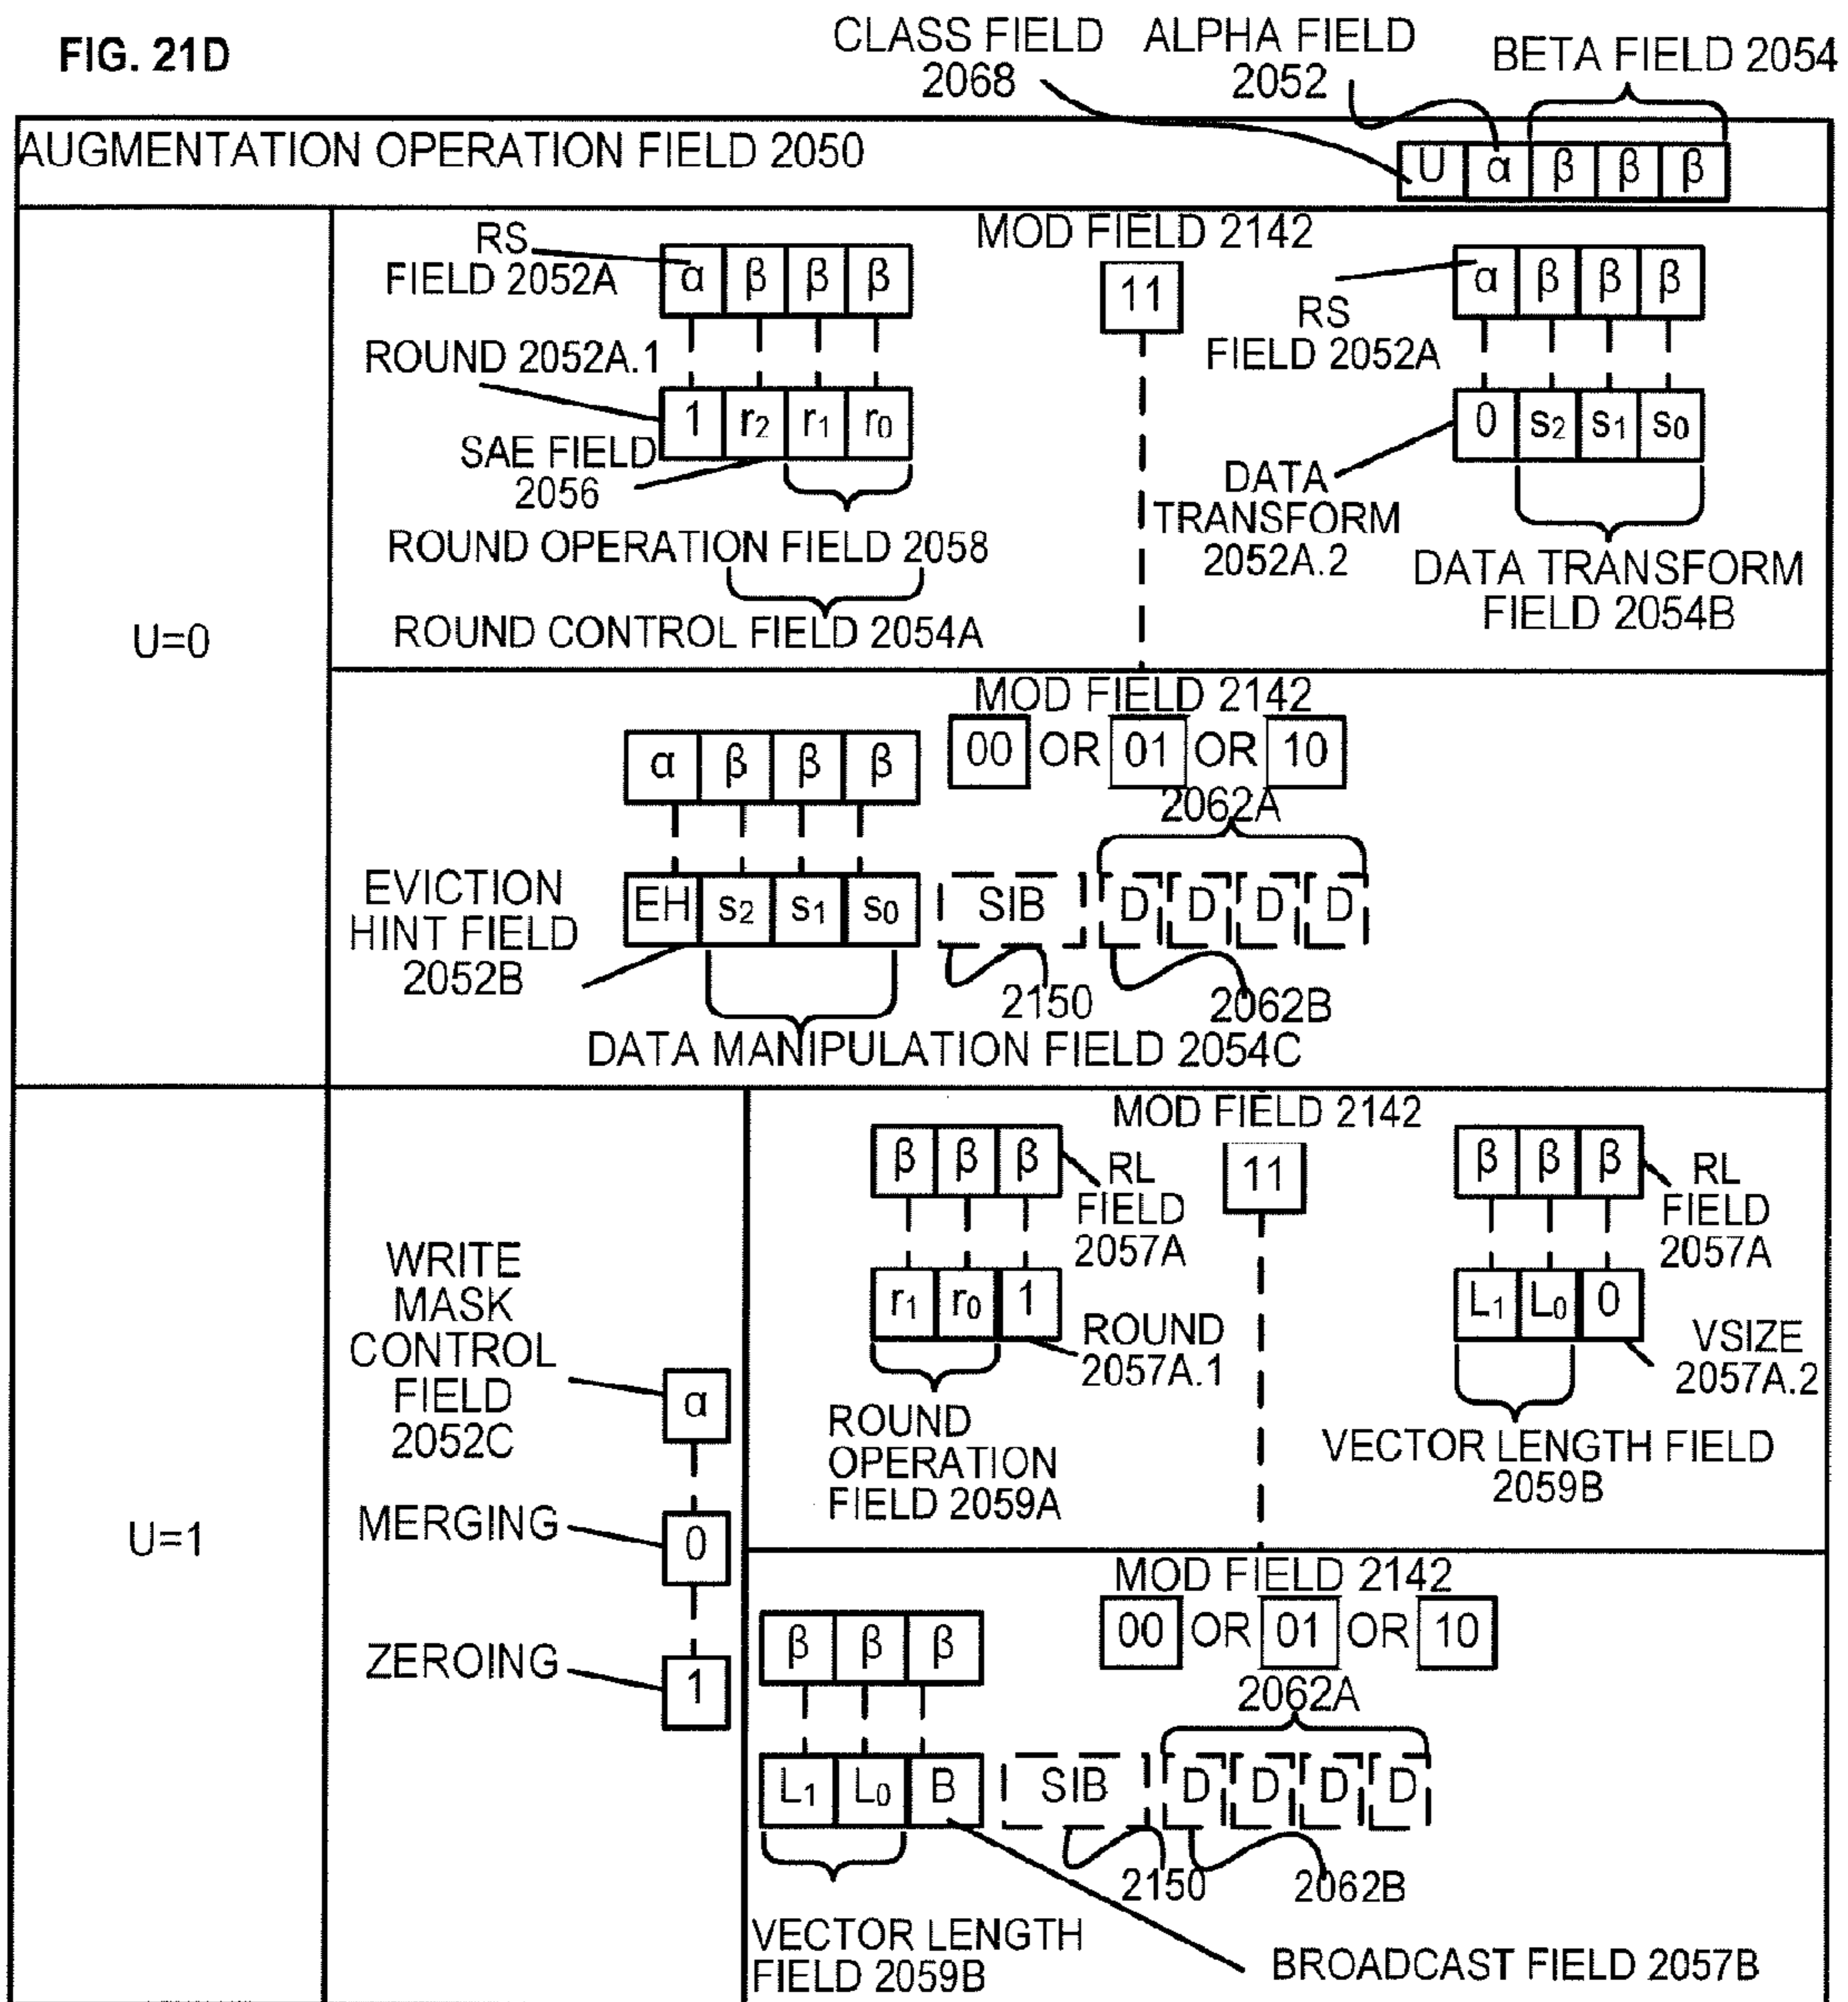 FIG. 21D
CLASS FIELD
2068
ALPHA FIELD
2052
BETA FIELD 2054
AUGMENTATION OPERATION FIELD 2050
U α β β β
U=0
MOD FIELD 2142
11
RS
FIELD 2052A
α β β β
ROUND 2052A.1
1 r2 r1 r0
SAE FIELD
2056
ROUND OPERATION FIELD 2058
ROUND CONTROL FIELD 2054A
α β β β
RS
FIELD 2052A
0 s2 s1 s0
DATA
TRANSFORM
2052A.2
DATA TRANSFORM
FIELD 2054B
MOD FIELD 2142
00 OR 01 OR 10
α β β β
2062A
EVICTION
HINT FIELD
2052B
EH s2 s1 s0 SIB D D D D
2150
2062B
DATA MANIPULATION FIELD 2054C
U=1
WRITE
MASK
CONTROL
FIELD
2052C
α
MERGING
0
ZEROING
1
MOD FIELD 2142
11
β β β
RL
FIELD
2057A
r1 r0 1
ROUND
2057A.1
ROUND
OPERATION
FIELD 2059A
β β β
RL
FIELD
2057A
L1 L0 0
VSIZE
2057A.2
VECTOR LENGTH FIELD
2059B
MOD FIELD 2142
00 OR 01 OR 10
β β β
2062A
L1 L0 B SIB D D D D
2150
2062B
VECTOR LENGTH
FIELD 2059B
BROADCAST FIELD 2057B